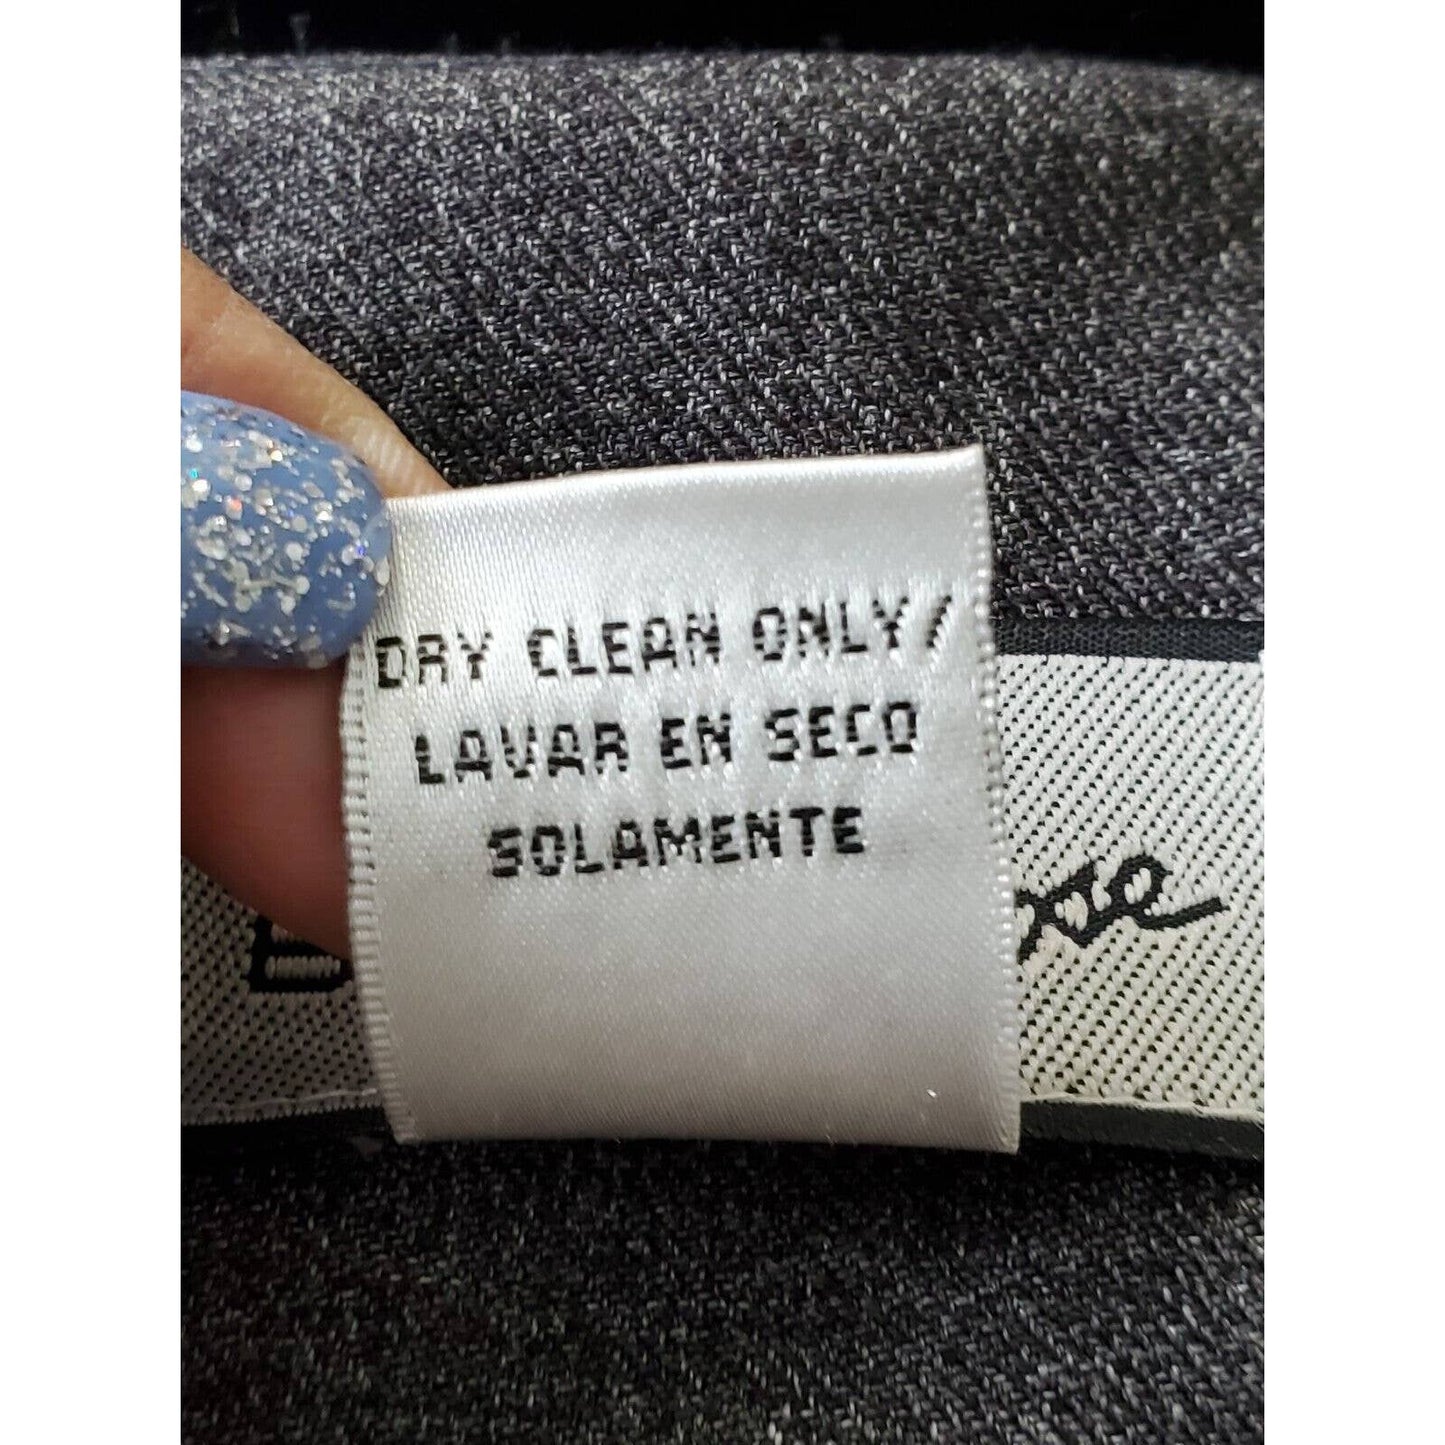 DRY CLEAN ONLY/
LAVAR EN SECO
SOLAMENTE